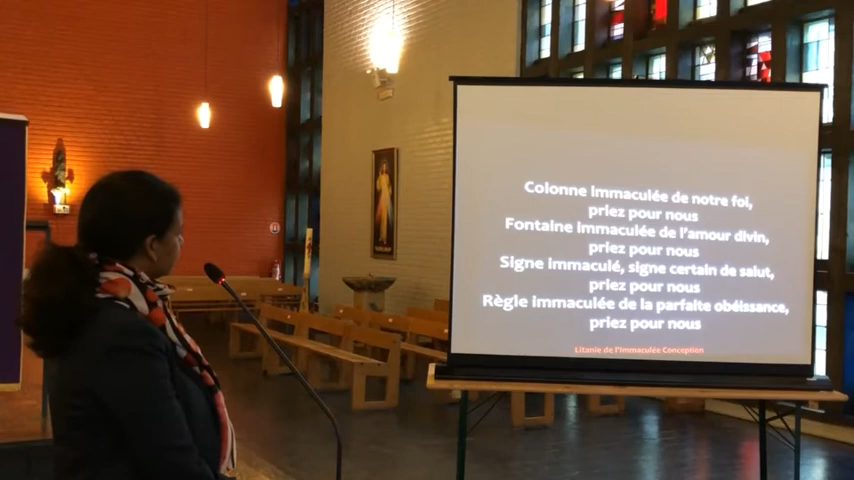 Colonne Immaculée de notre foi,
priez pour nous
Fontaine Immaculée de l'amour divin,
priez pour nous
Signe immaculé, signe certain de salut,
priez pour nous
Règle Immaculée de la parfaite obéissance,
priez pour nous
Litanie de l'Immaculée Conception